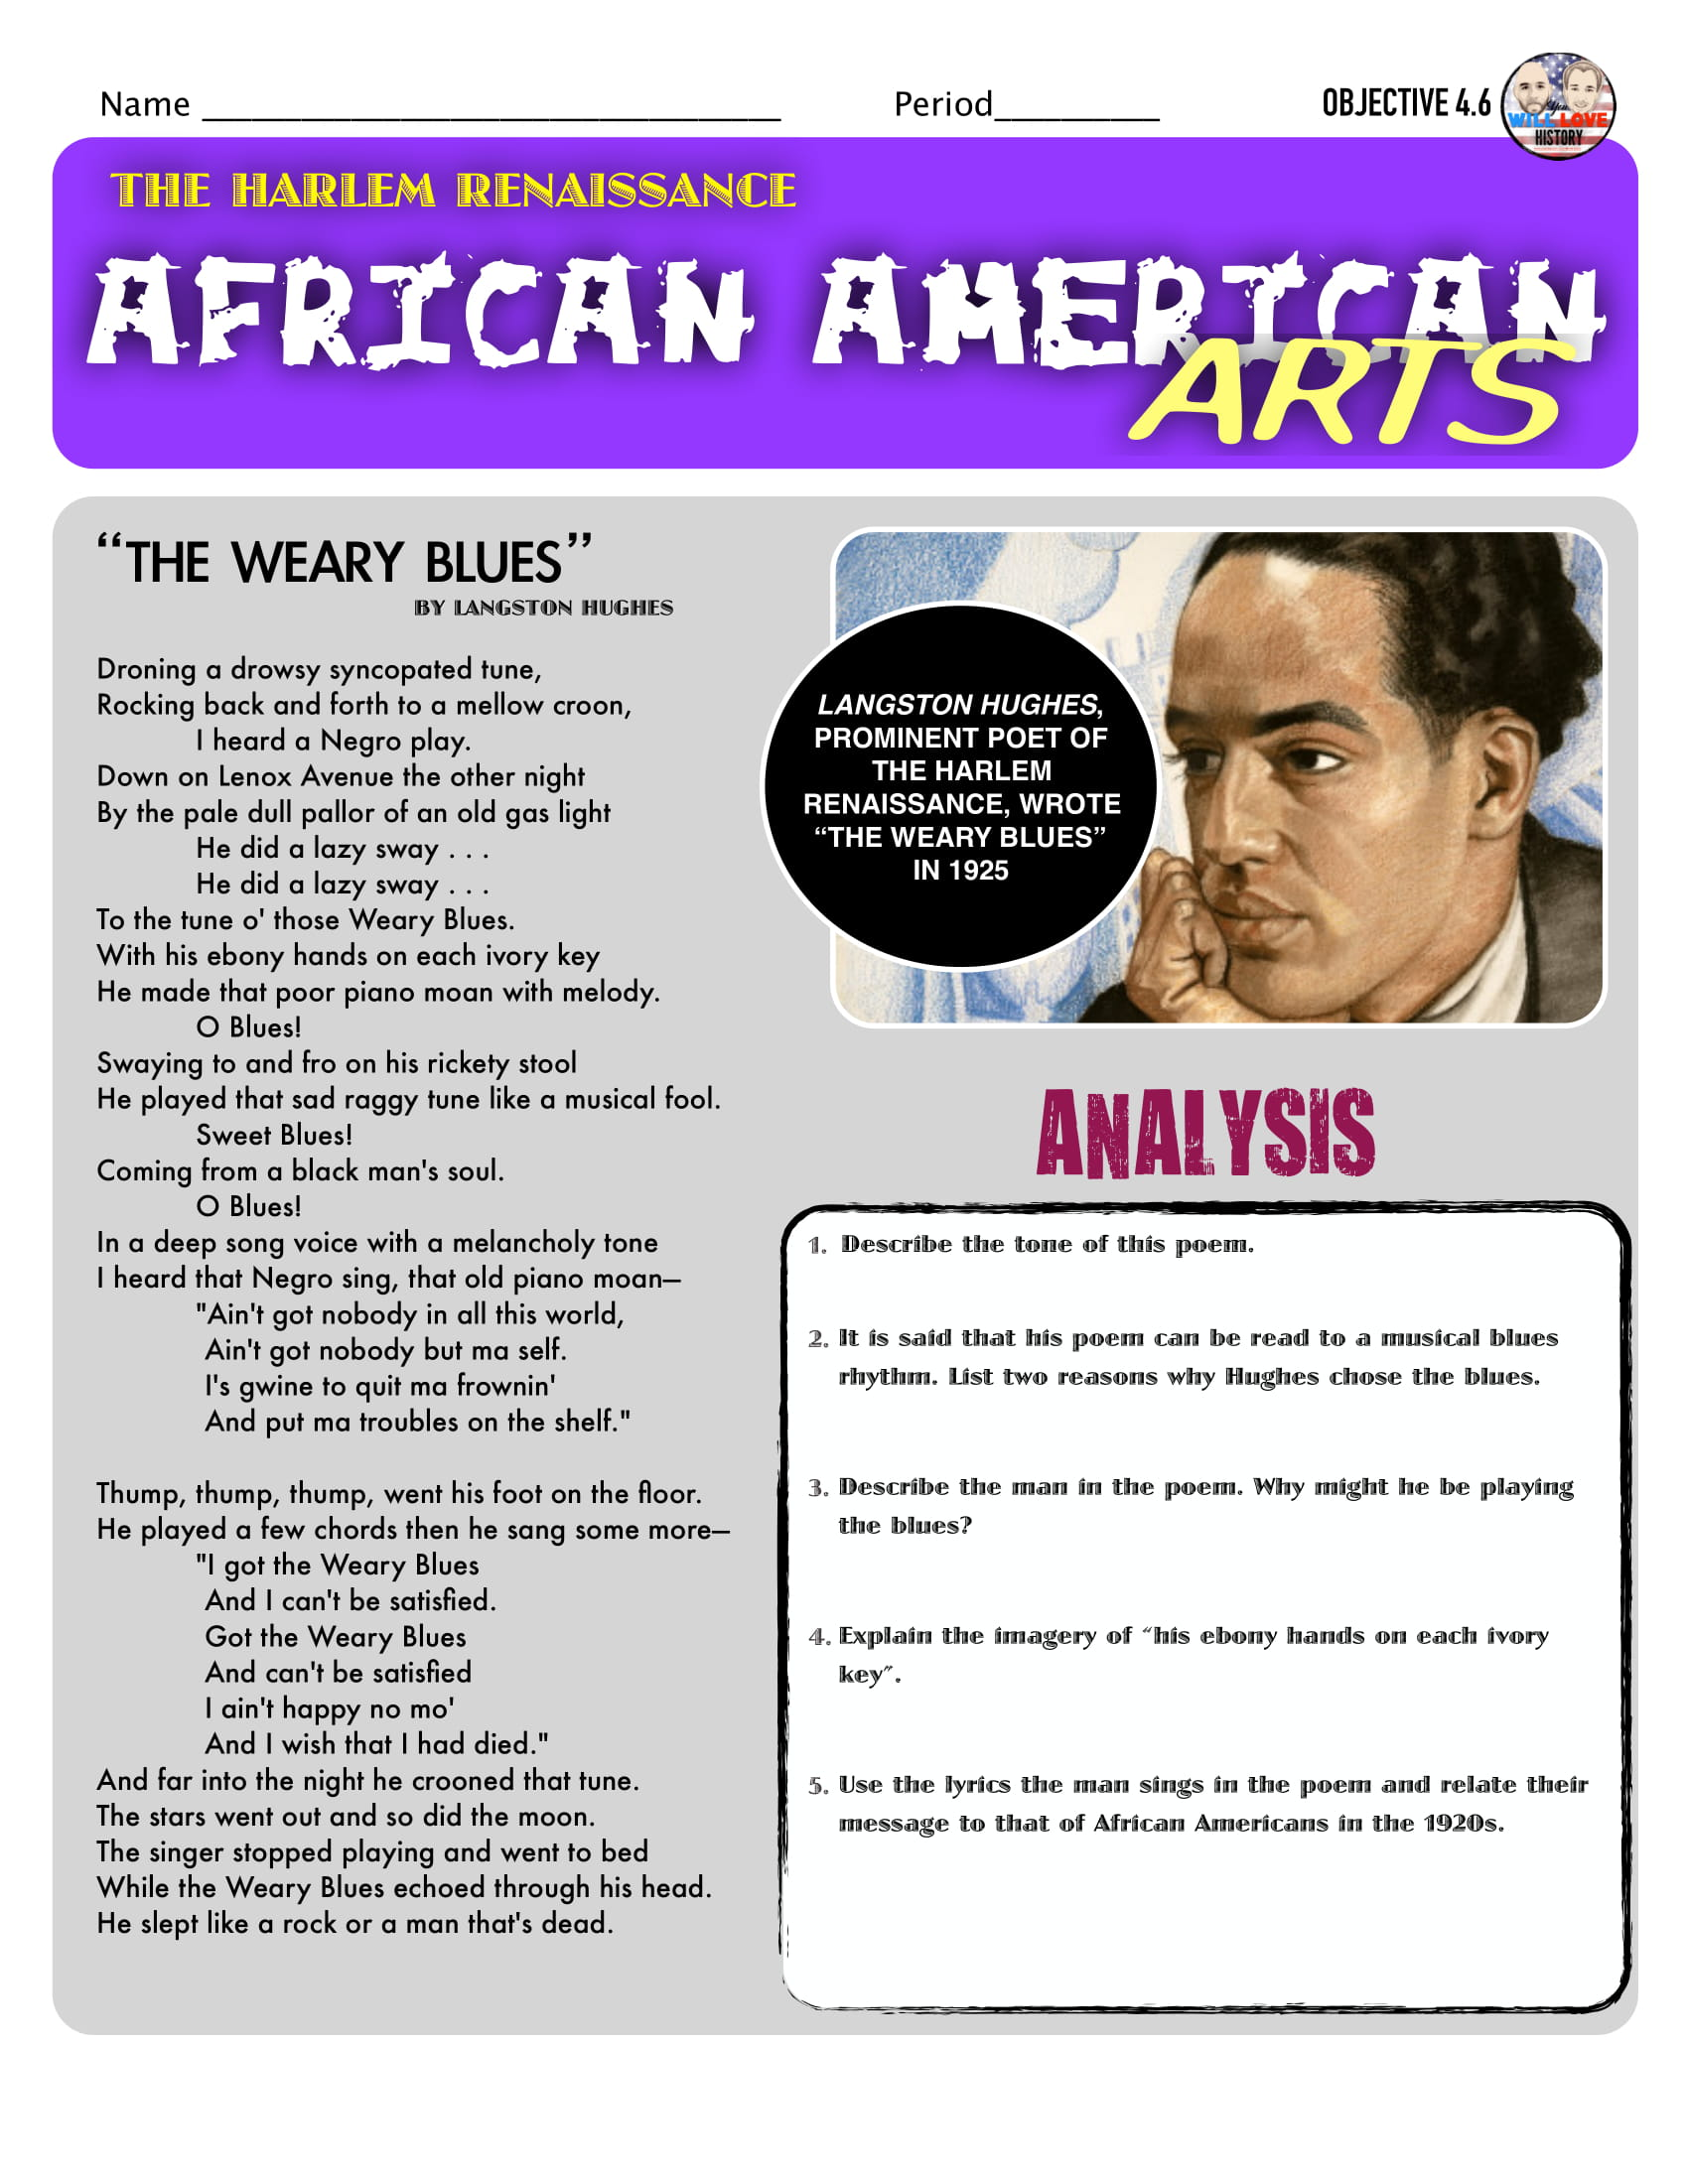 Name ___________________________________ Period__________ OBJECTIVE 4.6
You
WILL LOVE
HISTORY
THE HARLEM RENAISSANCE
AFRICAN AMERICAN
ARTS
“THE WEARY BLUES”
BY LANGSTON HUGHES
Droning a drowsy syncopated tune,
Rocking back and forth to a mellow croon,
I heard a Negro play.
Down on Lenox Avenue the other night
By the pale dull pallor of an old gas light
He did a lazy sway . . .
He did a lazy sway . . .
To the tune o' those Weary Blues.
With his ebony hands on each ivory key
He made that poor piano moan with melody.
O Blues!
Swaying to and fro on his rickety stool
He played that sad raggy tune like a musical fool.
Sweet Blues!
Coming from a black man's soul.
O Blues!
In a deep song voice with a melancholy tone
I heard that Negro sing, that old piano moan—
"Ain't got nobody in all this world,
Ain't got nobody but ma self.
I's gwine to quit ma frownin'
And put ma troubles on the shelf."
Thump, thump, thump, went his foot on the floor.
He played a few chords then he sang some more—
"I got the Weary Blues
And I can't be satisfied.
Got the Weary Blues
And can't be satisfied
I ain't happy no mo'
And I wish that I had died."
And far into the night he crooned that tune.
The stars went out and so did the moon.
The singer stopped playing and went to bed
While the Weary Blues echoed through his head.
He slept like a rock or a man that's dead.
LANGSTON HUGHES,
PROMINENT POET OF
THE HARLEM
RENAISSANCE, WROTE
“THE WEARY BLUES”
IN 1925
ANALYSIS
1. Describe the tone of this poem.
2. It is said that his poem can be read to a musical blues
rhythm. List two reasons why Hughes chose the blues.
3. Describe the man in the poem. Why might he be playing
the blues?
4. Explain the imagery of “his ebony hands on each ivory
key”.
5. Use the lyrics the man sings in the poem and relate their
message to that of African Americans in the 1920s.